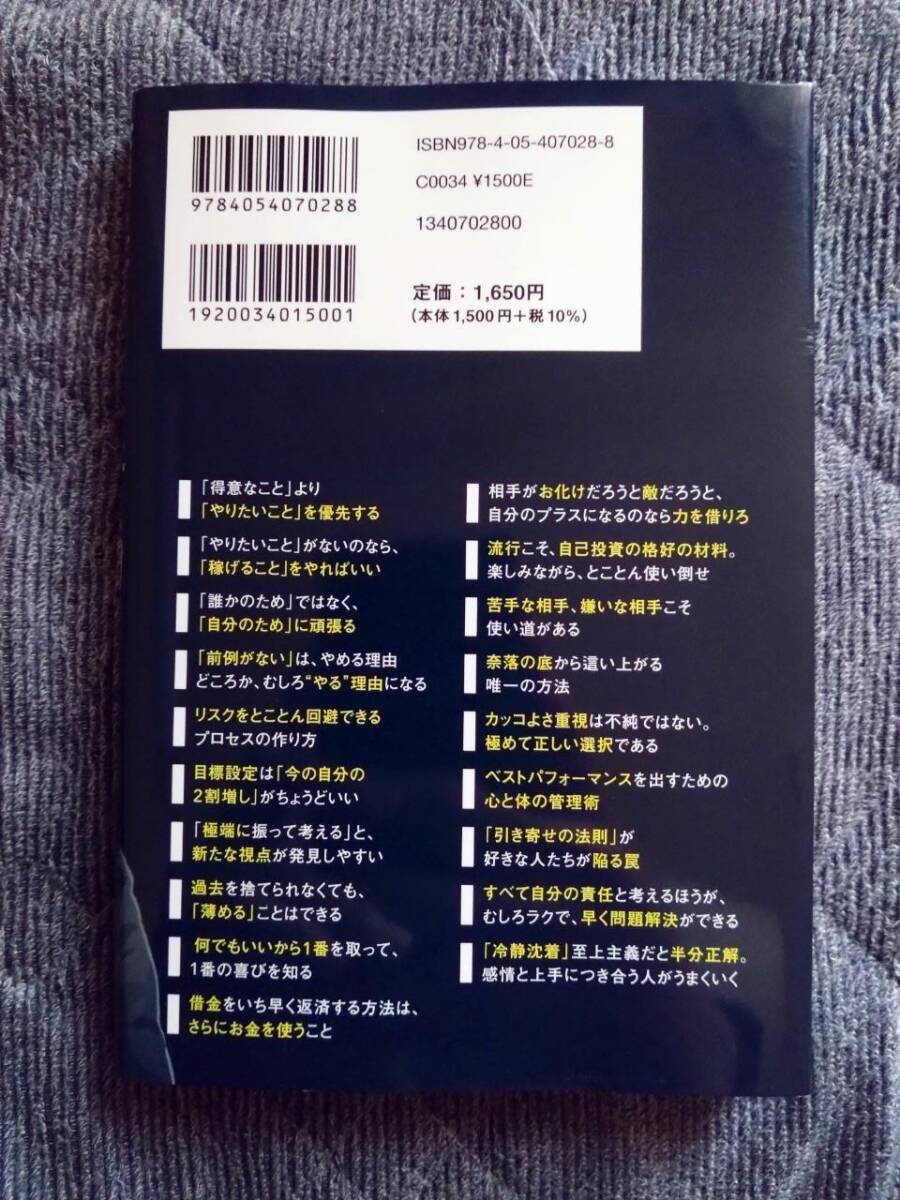 ISBN978-4-05-407028-8
C0034 ¥1500E
1340702800
9784054070288
1920034015001
定価：1,650円
（本体1,500円＋税10%）
「得意なこと」より
「やりたいこと」を優先する
「やりたいこと」がないのなら、
「稼げること」をやればいい
「誰かのため」ではなく、
「自分のため」に頑張る
「前例がない」は、やめる理由
どころか、むしろ“やる”理由になる
リスクをとことん回避できる
プロセスの作り方
目標設定は「今の自分の
2割増し」がちょうどいい
「極端に振って考える」と、
新たな視点が発見しやすい
過去を捨てられなくても、
「薄める」ことはできる
何でもいいから1番を取って、
1番の喜びを知る
借金をいち早く返済する方法は、
さらにお金を使うこと
相手がお化けだろうと敵だろうと、
自分のプラスになるのなら力を借りろ
流行こそ、自己投資の格好の材料。
楽しみながら、とことん使い倒せ
苦手な相手、嫌いな相手こそ
使い道がある
奈落の底から這い上がる
唯一の方法
カッコよさ重視は不純ではない。
極めて正しい選択である
ベストパフォーマンスを出すための
心と体の管理術
「引き寄せの法則」が
好きな人たちが陥る罠
すべて自分の責任と考えるほうが、
むしろラクで、早く問題解決ができる
「冷静沈着」至上主義だと半分正解。
感情と上手につき合う人がうまくいく